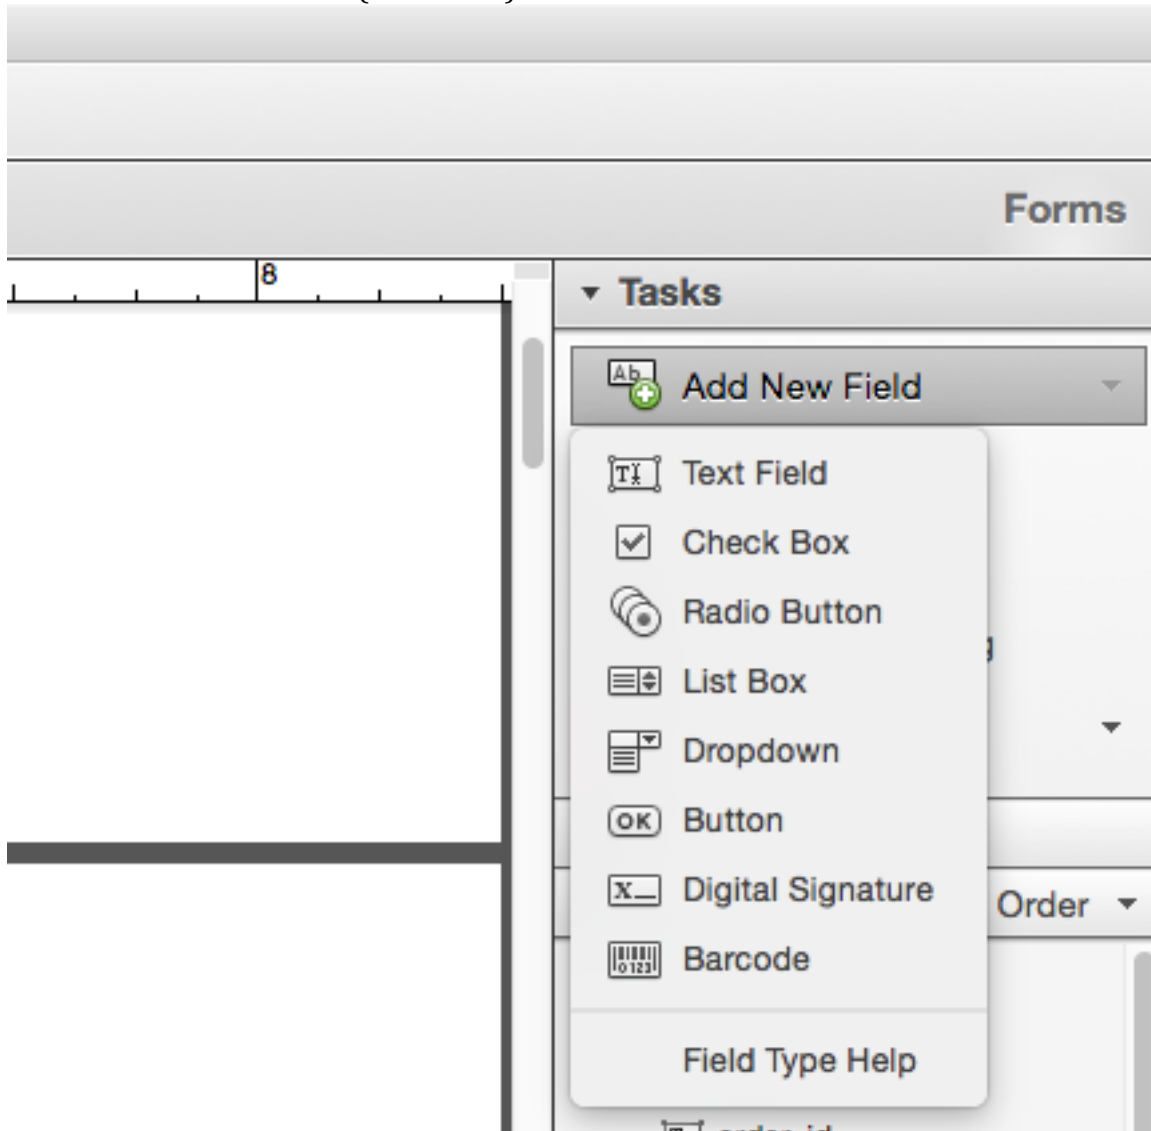 Forms
8
Tasks
Add New Field
Text Field
Check Box
Radio Button
List Box
Dropdown
Button
Digital Signature
Order
Barcode
Field Type Help